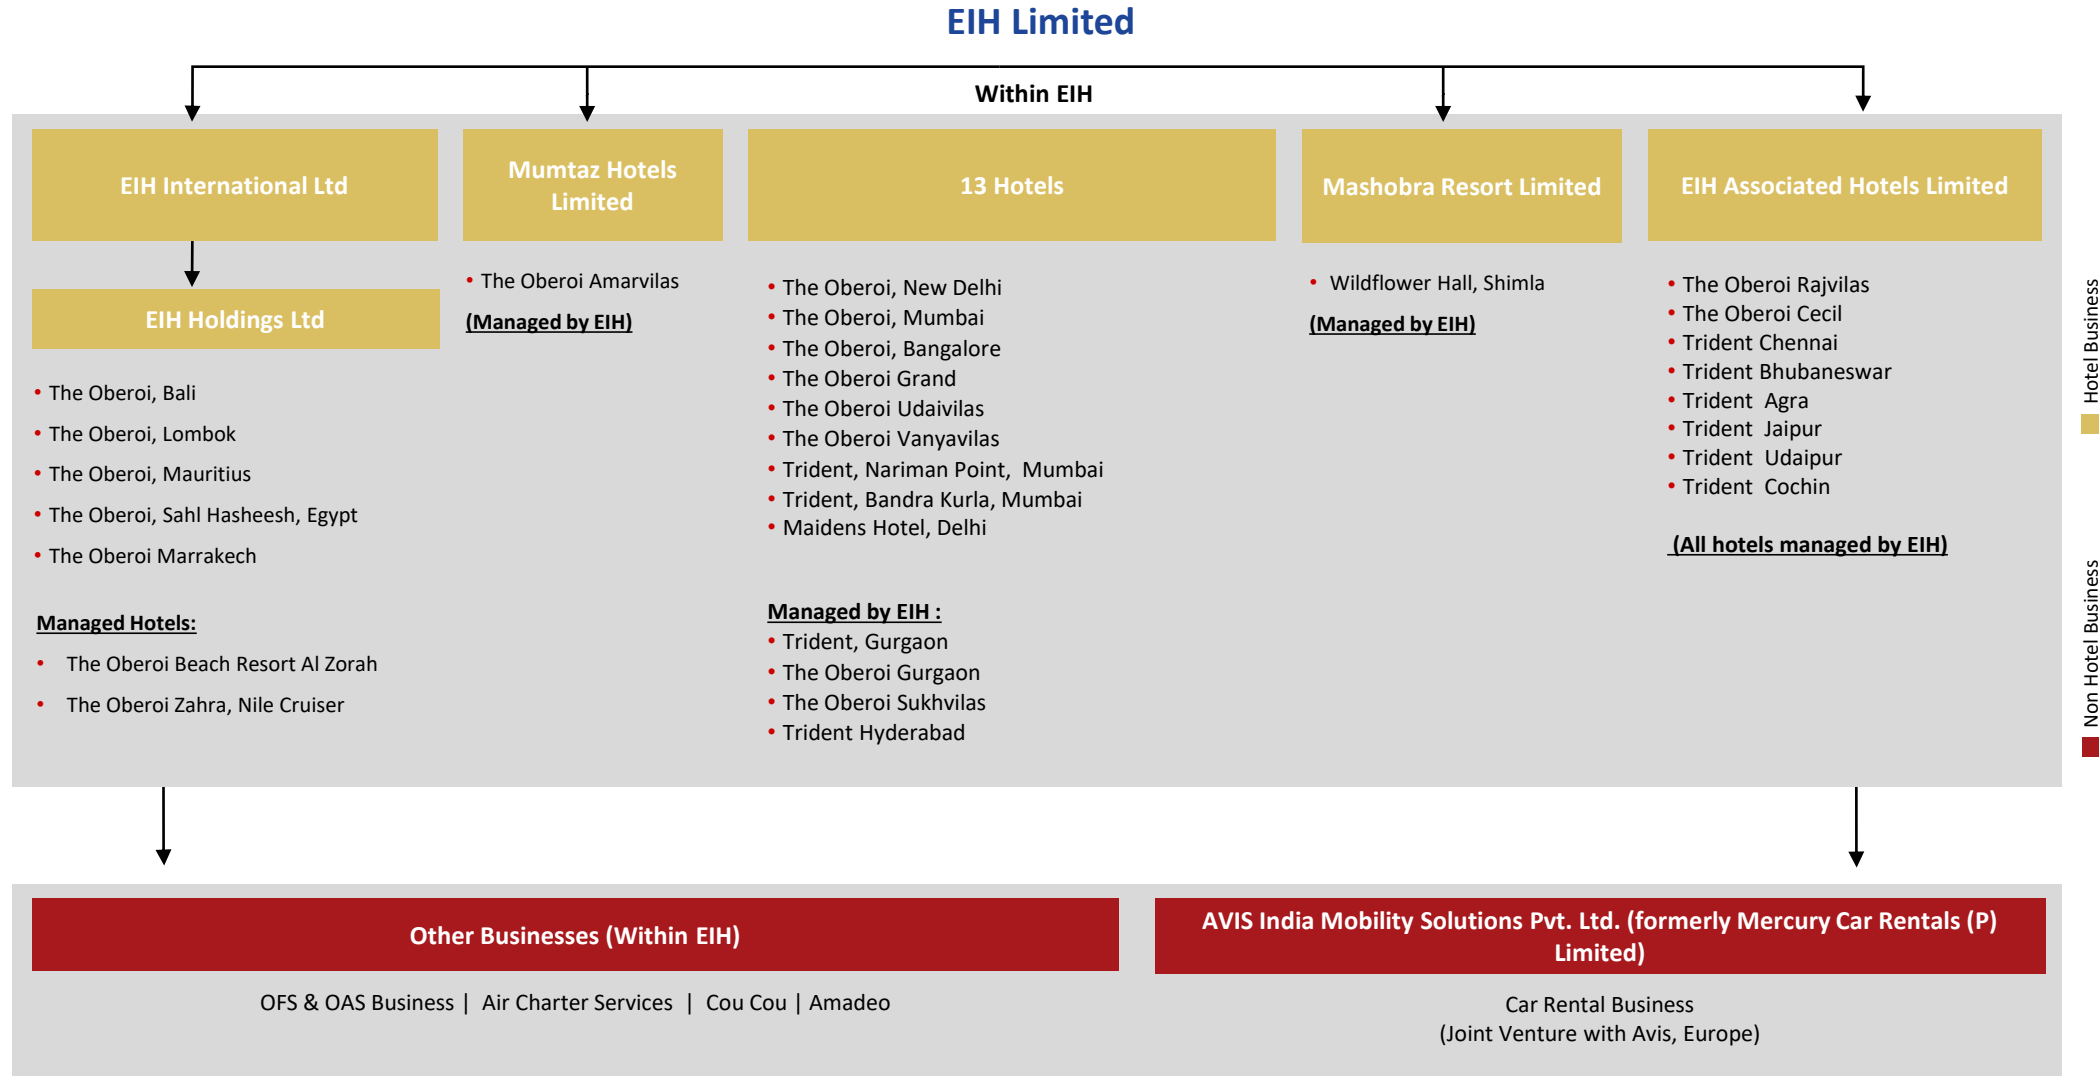 EIH Limited
Within EIH
EIH International Ltd
EIH Holdings Ltd
• The Oberoi, Bali
• The Oberoi, Lombok
• The Oberoi, Mauritius
• The Oberoi, Sahl Hasheesh, Egypt
• The Oberoi Marrakech
Managed Hotels:
• The Oberoi Beach Resort Al Zorah
• The Oberoi Zahra, Nile Cruiser
Mumtaz Hotels
Limited
• The Oberoi Amarvilas
(Managed by EIH)
13 Hotels
• The Oberoi, New Delhi
• The Oberoi, Mumbai
• The Oberoi, Bangalore
• The Oberoi Grand
• The Oberoi Udaivilas
• The Oberoi Vanyavilas
• Trident, Nariman Point, Mumbai
• Trident, Bandra Kurla, Mumbai
• Maidens Hotel, Delhi
Managed by EIH :
• Trident, Gurgaon
• The Oberoi Gurgaon
• The Oberoi Sukhvilas
• Trident Hyderabad
Mashobra Resort Limited
• Wildflower Hall, Shimla
(Managed by EIH)
EIH Associated Hotels Limited
• The Oberoi Rajvilas
• The Oberoi Cecil
• Trident Chennai
• Trident Bhubaneswar
• Trident Agra
• Trident Jaipur
• Trident Udaipur
• Trident Cochin
(All hotels managed by EIH)
Hotel Business
Non Hotel Business
Other Businesses (Within EIH)
OFS & OAS Business | Air Charter Services | Cou Cou | Amadeo
AVIS India Mobility Solutions Pvt. Ltd. (formerly Mercury Car Rentals (P)
Limited)
Car Rental Business
(Joint Venture with Avis, Europe)